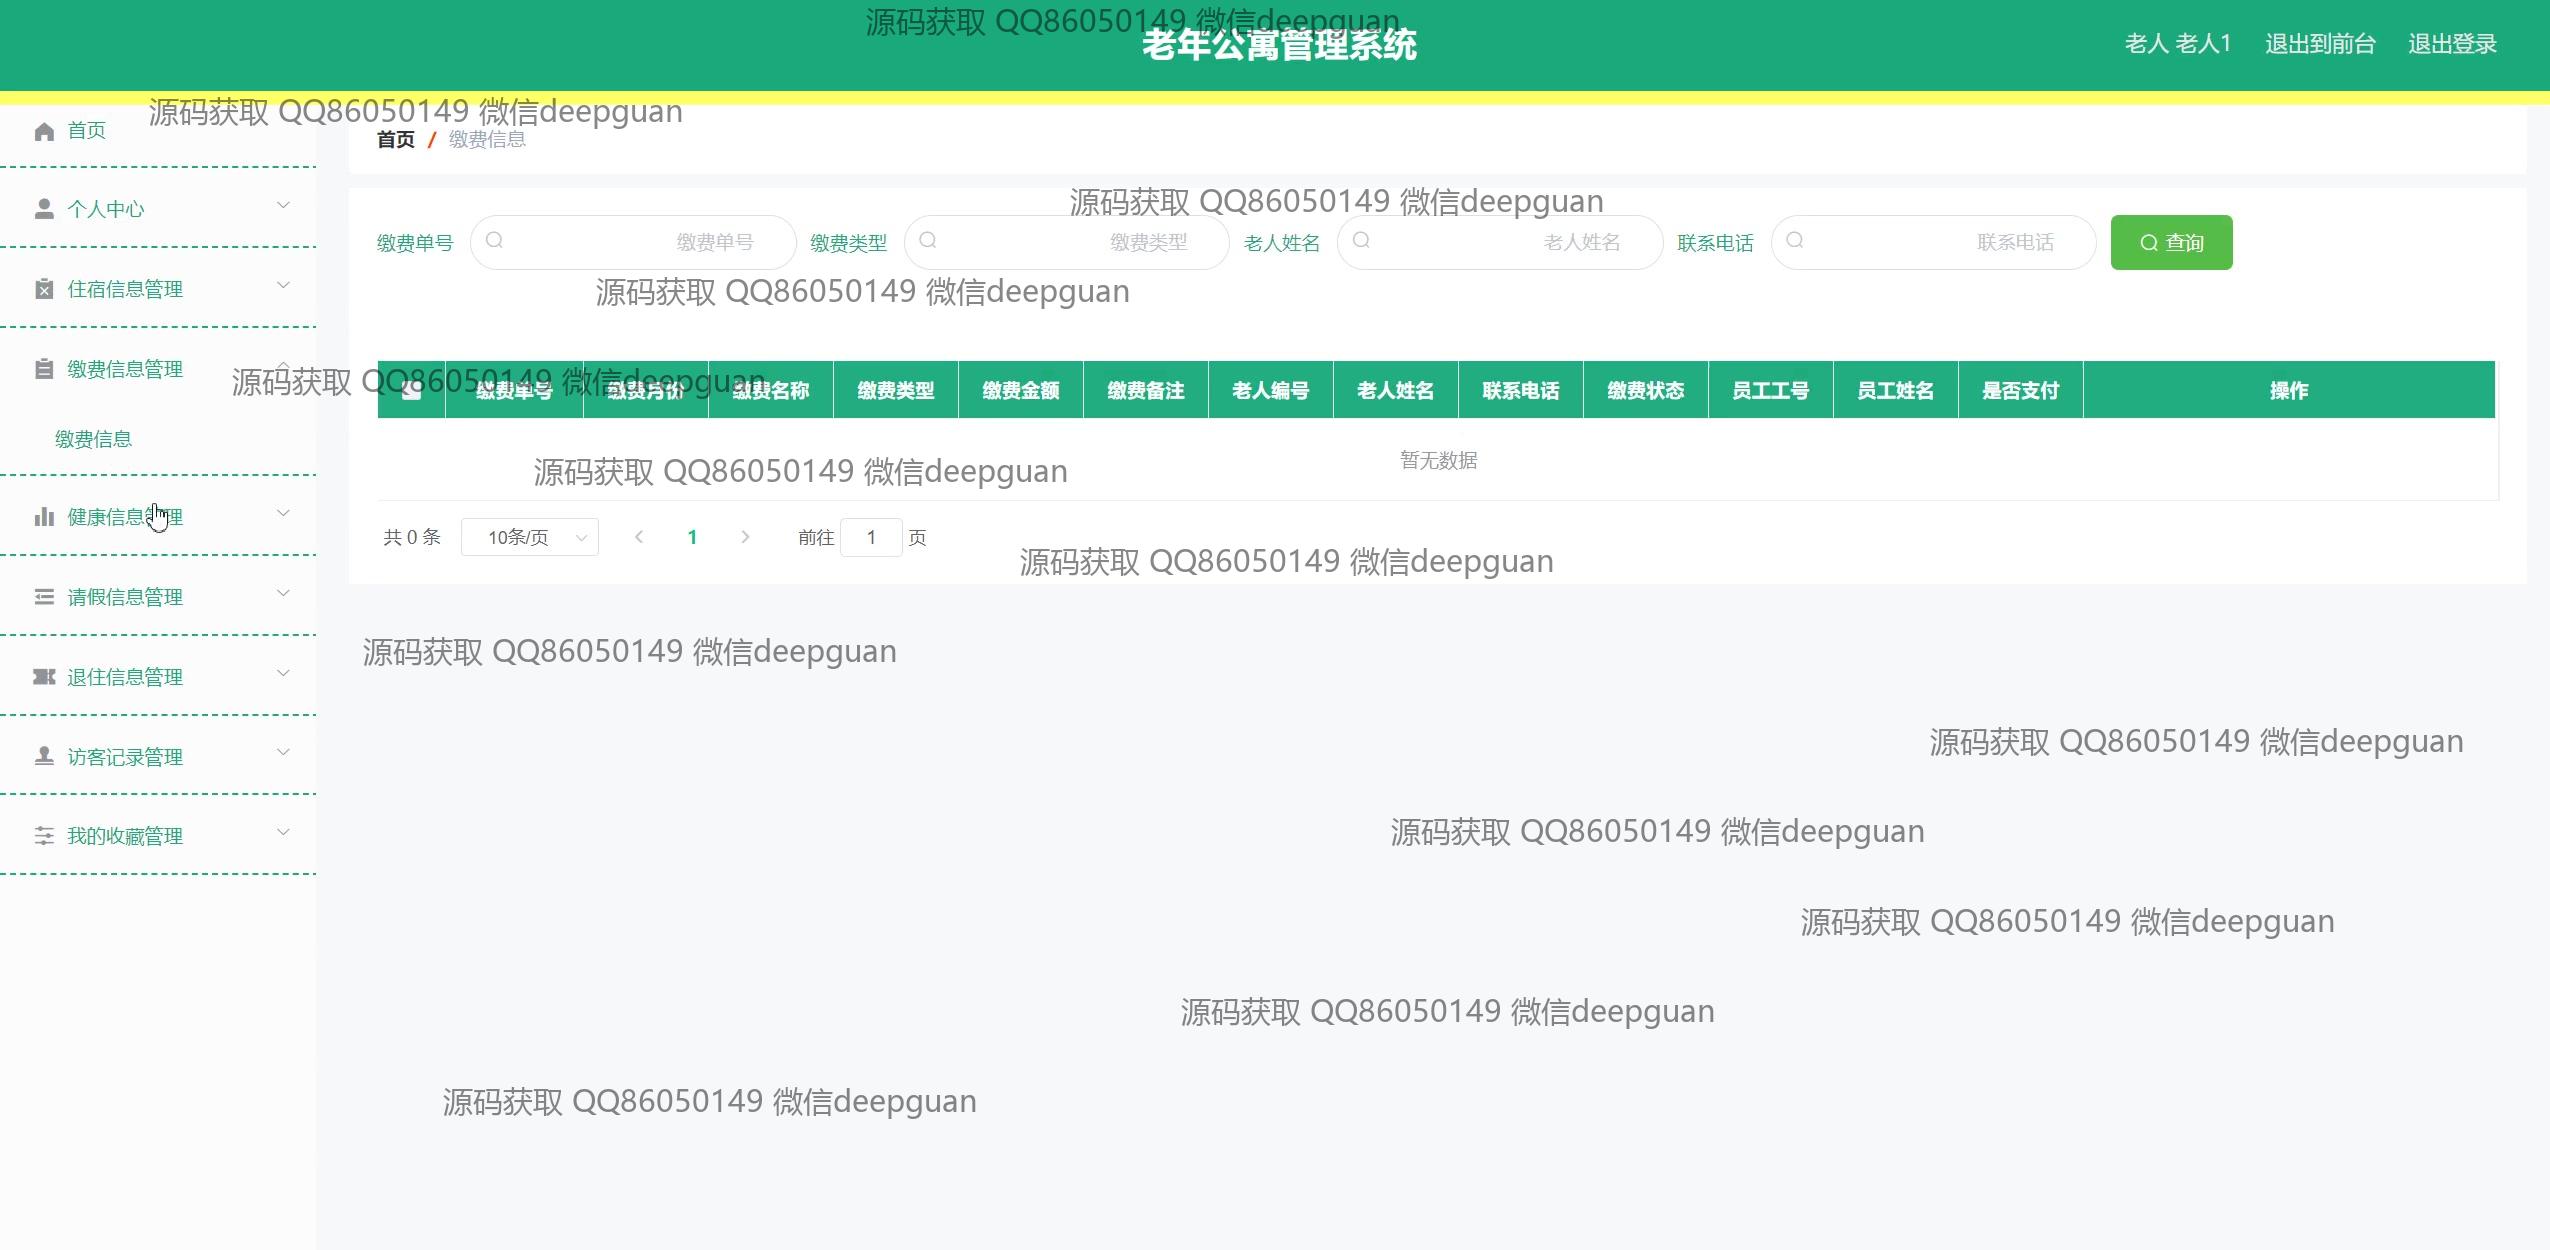 源码获取 QQ86050149 微信deepguan
老年公寓管理系统
老人 老人1 退出到前台 退出登录
源码获取 QQ86050149 微信deepguan
首页
首页 / 缴费信息
个人中心
源码获取 QQ86050149 微信deepguan
缴费单号 缴费单号 缴费类型 缴费类型 老人姓名 老人姓名 联系电话 联系电话 查询
住宿信息管理
源码获取 QQ86050149 微信deepguan
缴费信息管理
源码获取 QQ86050149 微信deepguan
缴费单号 缴费月份 缴费名称 缴费类型 缴费金额 缴费备注 老人编号 老人姓名 联系电话 缴费状态 员工工号 员工姓名 是否支付 操作
缴费信息
暂无数据
源码获取 QQ86050149 微信deepguan
健康信息管理
共 0 条 10条/页 1 前往 1 页
源码获取 QQ86050149 微信deepguan
请假信息管理
源码获取 QQ86050149 微信deepguan
退住信息管理
源码获取 QQ86050149 微信deepguan
访客记录管理
源码获取 QQ86050149 微信deepguan
我的收藏管理
源码获取 QQ86050149 微信deepguan
源码获取 QQ86050149 微信deepguan
源码获取 QQ86050149 微信deepguan